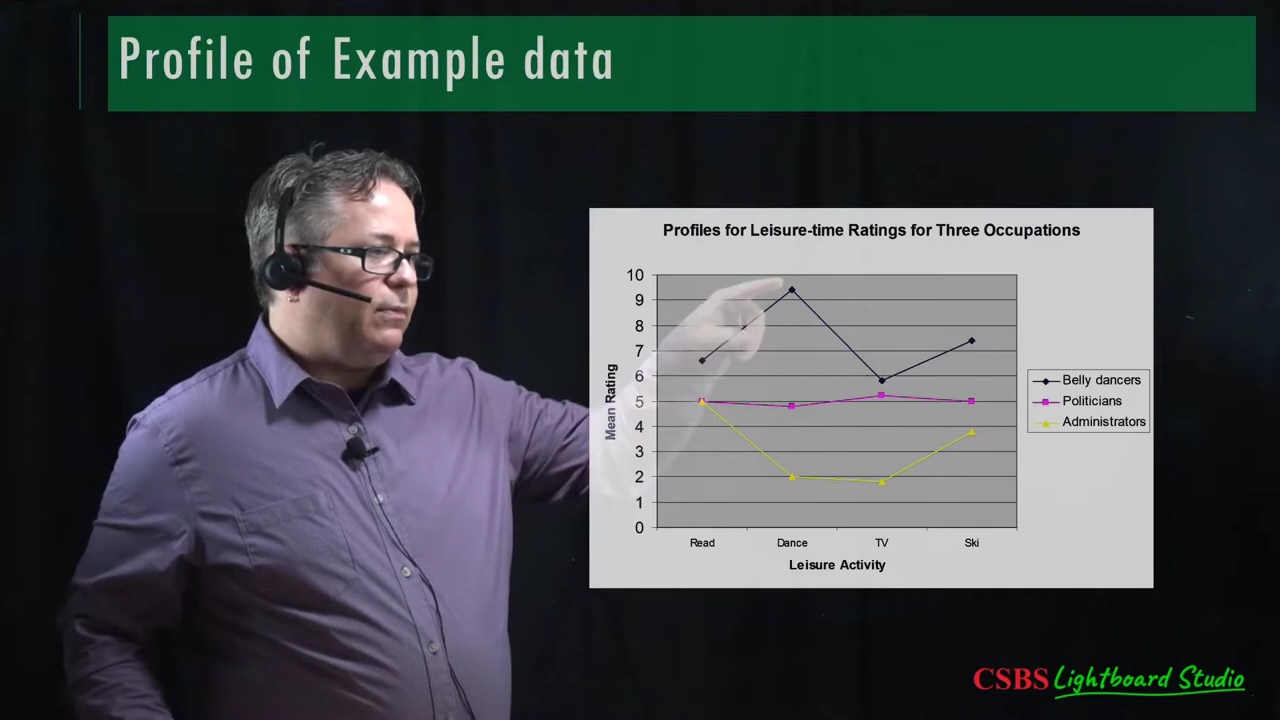 Profile of Example data
Profiles for Leisure-time Ratings for Three Occupations
10
9
8
7
6
5
4
3
2
1
0
Mean Rating
Read Dance TV Ski
Leisure Activity
Belly dancers
Politicians
Administrators
CSBS Lightboard Studio